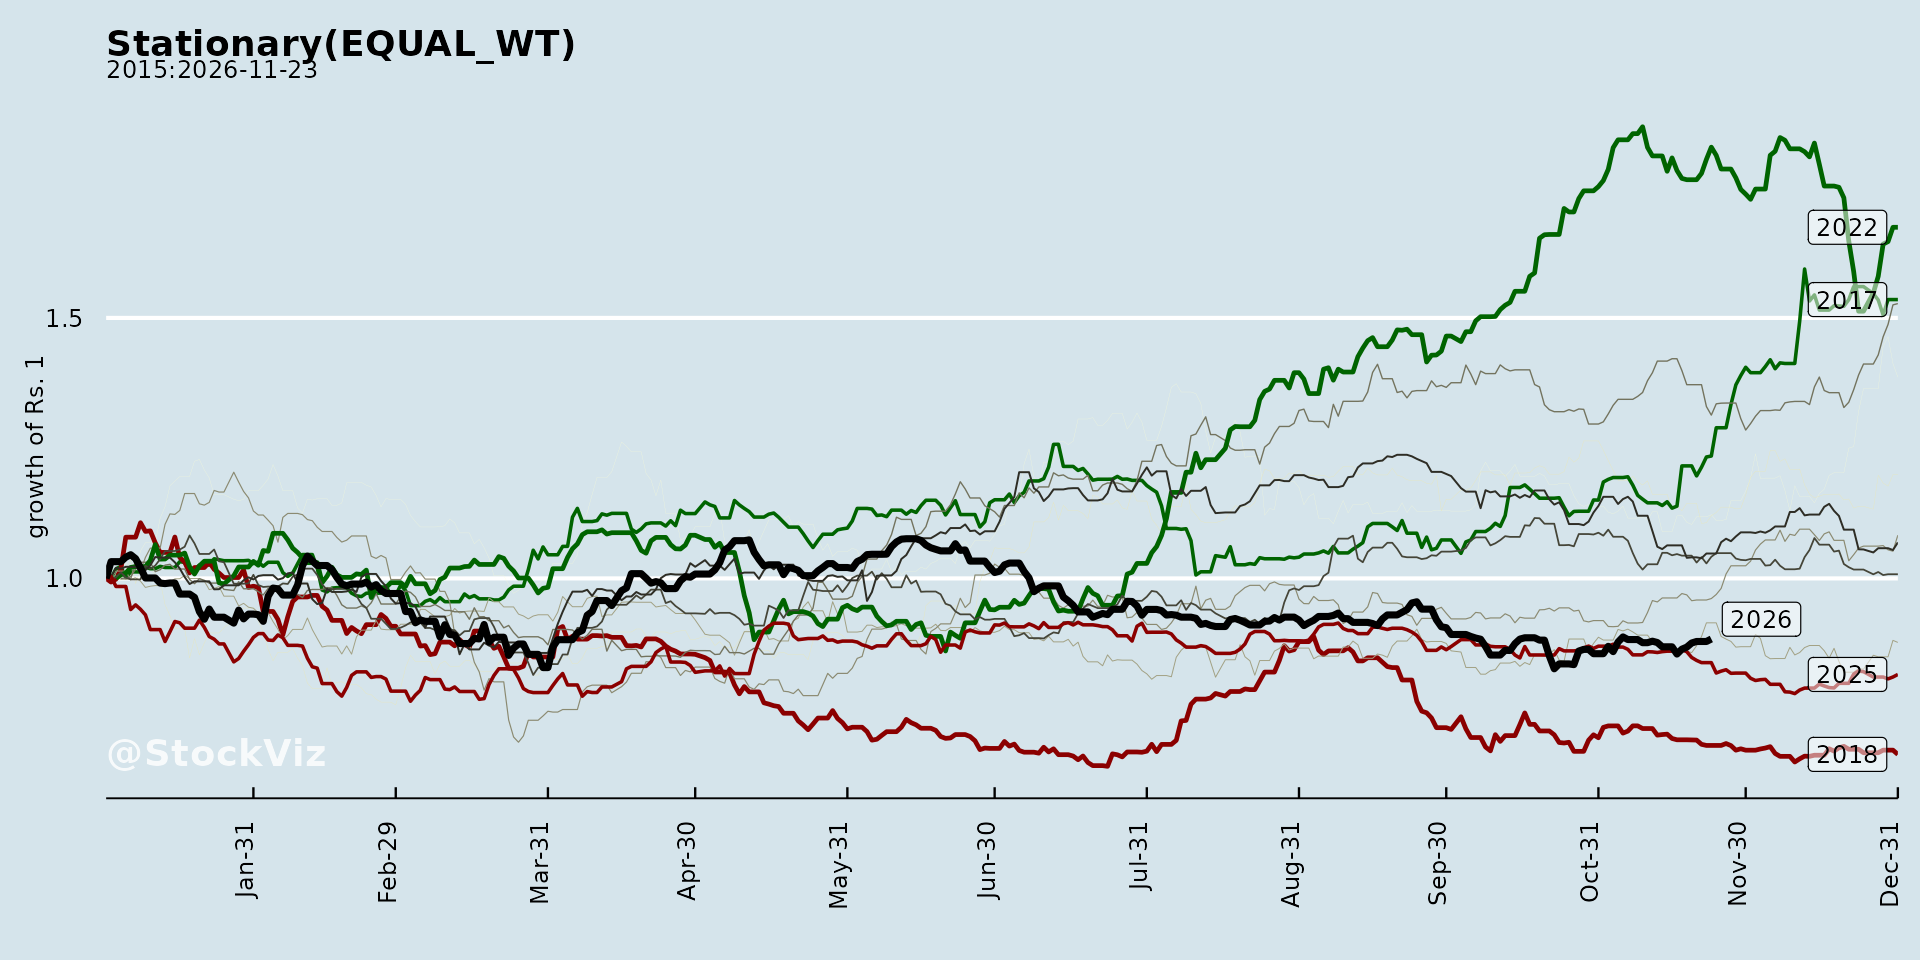 Stationary(EQUAL_WT)
2015:2026-11-23
growth of Rs. 1
1.5
1.0
2022
2017
2026
2025
2018
@StockViz
Jan-31
Feb-29
Mar-31
Apr-30
May-31
Jun-30
Jul-31
Aug-31
Sep-30
Oct-31
Nov-30
Dec-31